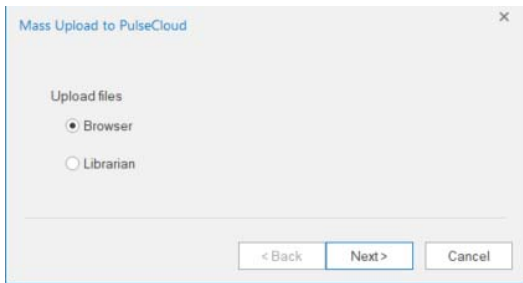 Mass Upload to PulseCloud
Upload files
Browser
Librarian
< Back Next > Cancel